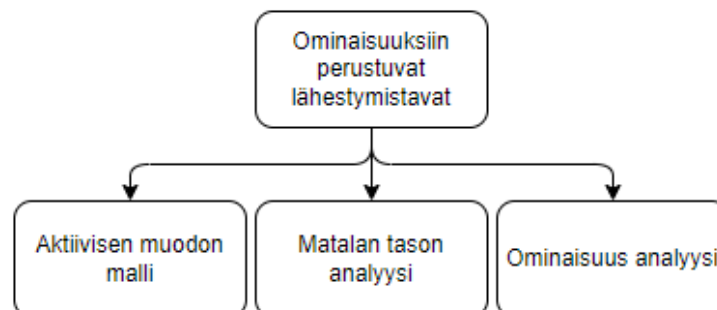 Ominaisuuksiin
perustuvat
lähestymistavat
Aktiivisen muodon
malli
Matalan tason
analyysi
Ominaisuus analyysi